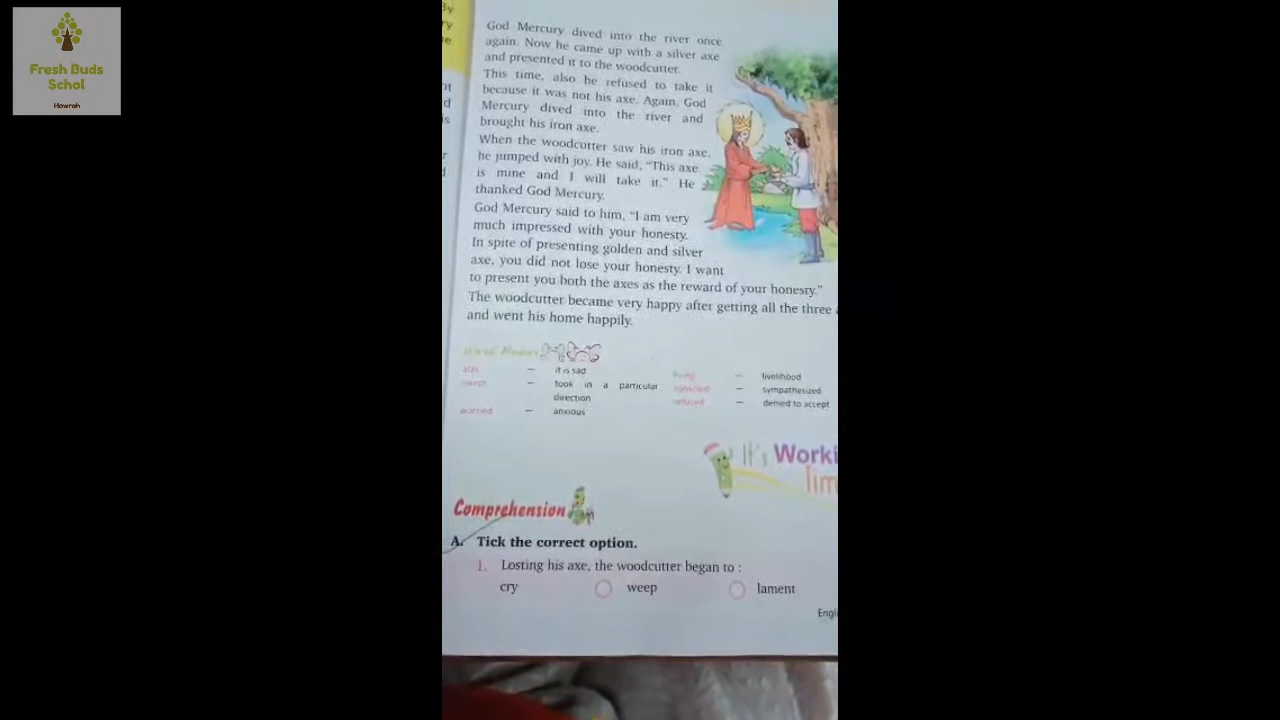 Fresh Buds
Schol
Howrah
God Mercury dived into the river once
again. Now he came up with a silver axe
and presented it to the woodcutter.
This time, also he refused to take it
because it was not his axe. Again, God
Mercury dived into the river and
brought his iron axe.
When the woodcutter saw his iron axe,
he jumped with joy. He said, "This axe
is mine and I will take it." He
thanked God Mercury.
God Mercury said to him, "I am very
much impressed with your honesty.
In spite of presenting golden and silver
axe, you did not lose your honesty. I want
to present you both the axes as the reward of your honesty."
The woodcutter became very happy after getting all the three
and went his home happily.
alas — it is sad
— took in a particular
direction
worried — anxious
living — livelihood
— sympathesized
refused — denied to accept
It's Worki
Tim
Comprehension
A. Tick the correct option.
1. Losting his axe, the woodcutter began to :
cry weep lament
Engli